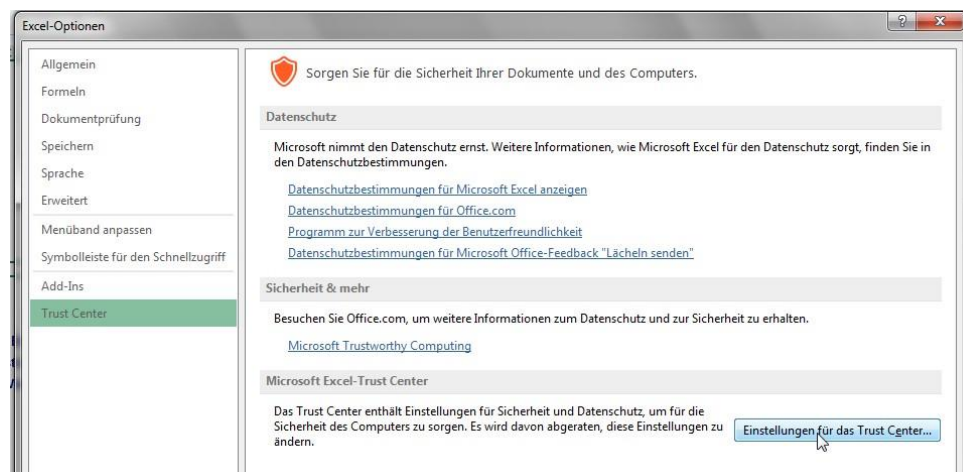 Excel-Optionen
Allgemein
Formeln
Dokumentprüfung
Speichern
Sprache
Erweitert
Menüband anpassen
Symbolleiste für den Schnellzugriff
Add-Ins
Trust Center
Sorgen Sie für die Sicherheit Ihrer Dokumente und des Computers.
Datenschutz
Microsoft nimmt den Datenschutz ernst. Weitere Informationen, wie Microsoft Excel für den Datenschutz sorgt, finden Sie in
den Datenschutzbestimmungen.
Datenschutzbestimmungen für Microsoft Excel anzeigen
Datenschutzbestimmungen für Office.com
Programm zur Verbesserung der Benutzerfreundlichkeit
Datenschutzbestimmungen für Microsoft Office-Feedback "Lächeln senden"
Sicherheit & mehr
Besuchen Sie Office.com, um weitere Informationen zum Datenschutz und zur Sicherheit zu erhalten.
Microsoft Trustworthy Computing
Microsoft Excel-Trust Center
Das Trust Center enthält Einstellungen für Sicherheit und Datenschutz, um für die
Sicherheit des Computers zu sorgen. Es wird davon abgeraten, diese Einstellungen zu
ändern.
Einstellungen für das Trust Center...